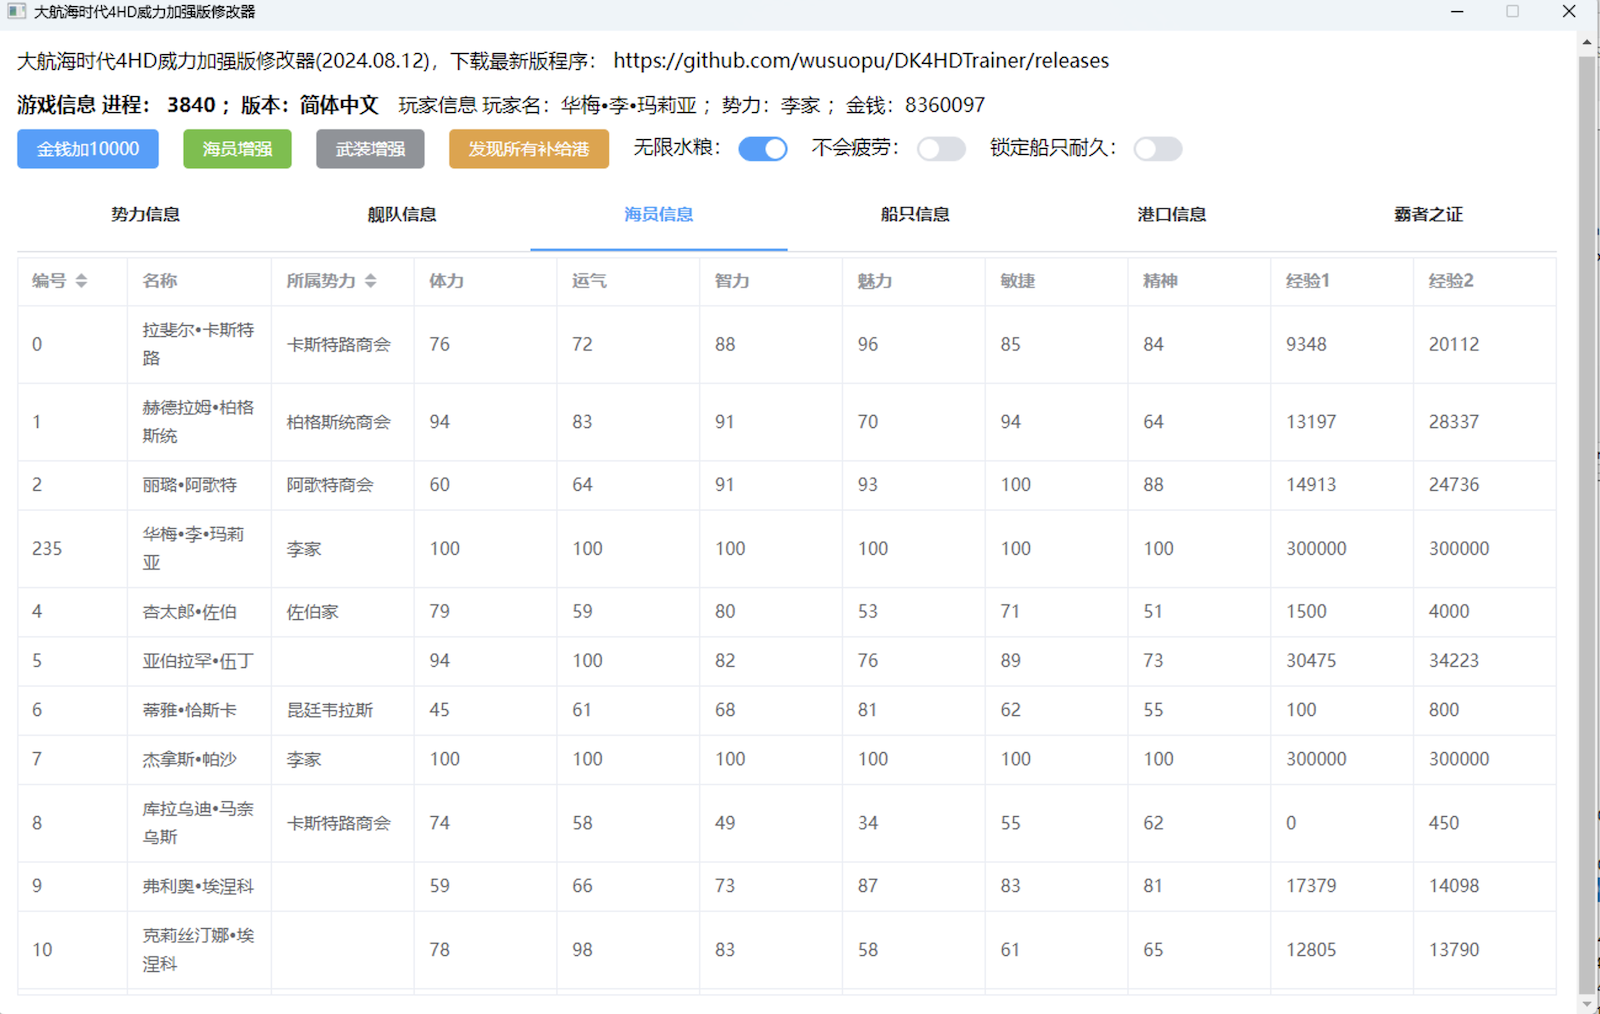 大航海时代4HD威力加强版修改器
大航海时代4HD威力加强版修改器(2024.08.12)，下载最新版程序： https://github.com/wusuopu/DK4HDTrainer/releases
游戏信息 进程： 3840 ；版本：简体中文 玩家信息 玩家名：华梅•李•玛莉亚 ；势力：李家 ；金钱：8360097
金钱加10000 海员增强 武装增强 发现所有补给港 无限水粮： 不会疲劳： 锁定船只耐久：
势力信息 舰队信息 海员信息 船只信息 港口信息 霸者之证
编号 名称 所属势力 体力 运气 智力 魅力 敏捷 精神 经验1 经验2
0 拉斐尔•卡斯特路 卡斯特路商会 76 72 88 96 85 84 9348 20112
1 赫德拉姆•柏格斯统 柏格斯统商会 94 83 91 70 94 64 13197 28337
2 丽璐•阿歌特 阿歌特商会 60 64 91 93 100 88 14913 24736
235 华梅•李•玛莉亚 李家 100 100 100 100 100 100 300000 300000
4 杏太郎•佐伯 佐伯家 79 59 80 53 71 51 1500 4000
5 亚伯拉罕•伍丁 94 100 82 76 89 73 30475 34223
6 蒂雅•恰斯卡 昆廷韦拉斯 45 61 68 81 62 55 100 800
7 杰拿斯•帕沙 李家 100 100 100 100 100 100 300000 300000
8 库拉乌迪•马奈乌斯 卡斯特路商会 74 58 49 34 55 62 0 450
9 弗利奥•埃涅科 59 66 73 87 83 81 17379 14098
10 克莉丝汀娜•埃涅科 78 98 83 58 61 65 12805 13790